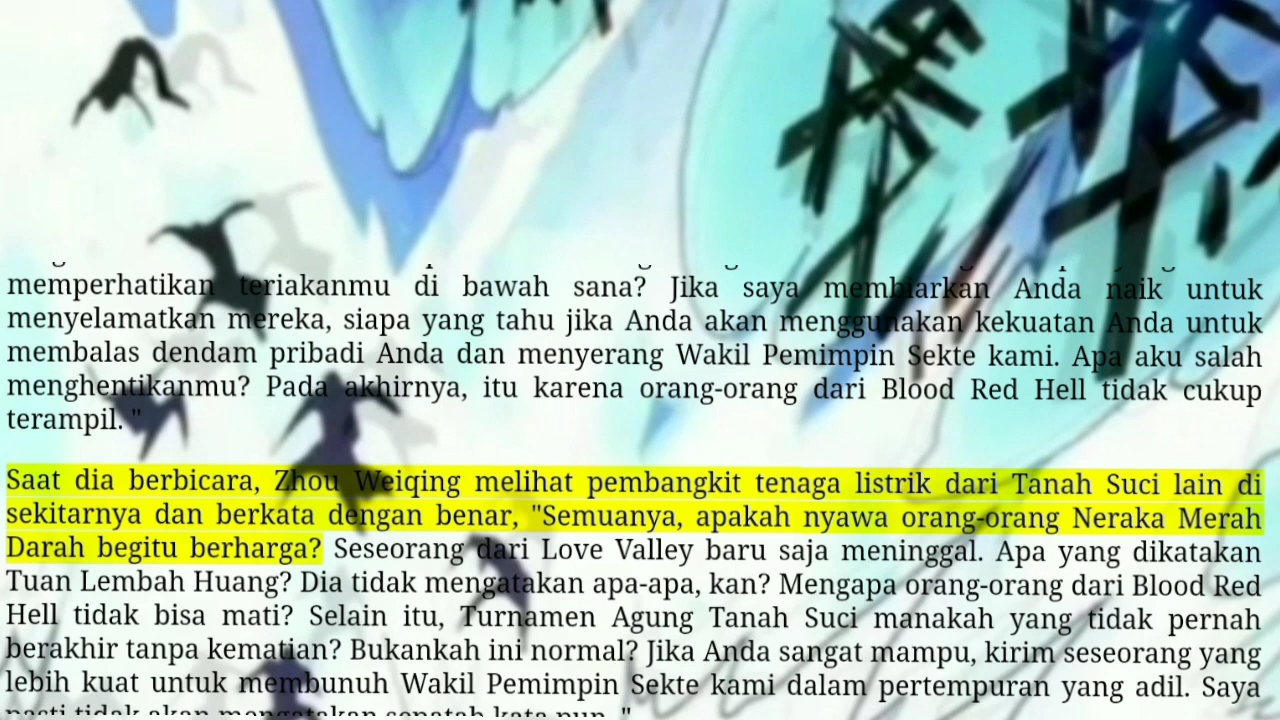 memperhatikan teriakanmu di bawah sana? Jika saya membiarkan Anda naik untuk
menyelamatkan mereka, siapa yang tahu jika Anda akan menggunakan kekuatan Anda untuk
membalas dendam pribadi Anda dan menyerang Wakil Pemimpin Sekte kami. Apa aku salah
menghentikanmu? Pada akhirnya, itu karena orang-orang dari Blood Red Hell tidak cukup
terampil. "
Saat dia berbicara, Zhou Weiqing melihat pembangkit tenaga listrik dari Tanah Suci lain di
sekitarnya dan berkata dengan benar, "Semuanya, apakah nyawa orang-orang Neraka Merah
Darah begitu berharga? Seseorang dari Love Valley baru saja meninggal. Apa yang dikatakan
Tuan Lembah Huang? Dia tidak mengatakan apa-apa, kan? Mengapa orang-orang dari Blood Red
Hell tidak bisa mati? Selain itu, Turnamen Agung Tanah Suci manakah yang tidak pernah
berakhir tanpa kematian? Bukankah ini normal? Jika Anda sangat mampu, kirim seseorang yang
lebih kuat untuk membunuh Wakil Pemimpin Sekte kami dalam pertempuran yang adil. Saya
pasti tidak akan mengatakan sepatah kata pun. "